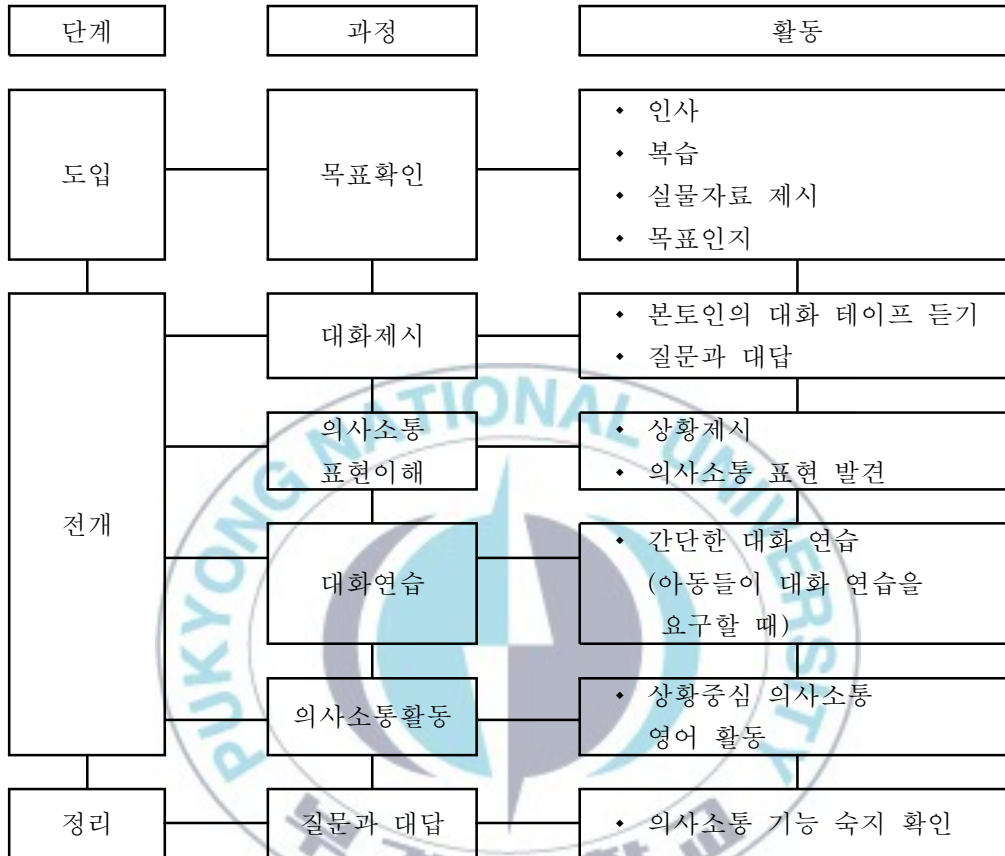 단계 과정 활동
도입 목표확인
◆ 인사
◆ 복습
◆ 실물자료 제시
◆ 목표인지
전개
대화제시
◆ 본토인의 대화 테이프 듣기
◆ 질문과 대답
의사소통
표현이해
◆ 상황제시
◆ 의사소통 표현 발견
대화연습
◆ 간단한 대화 연습
(아동들이 대화 연습을
요구할 때)
의사소통활동
◆ 상황중심 의사소통
영어 활동
정리 질문과 대답
◆ 의사소통 기능 숙지 확인
PUKYONG NATIONAL UNIVERSITY